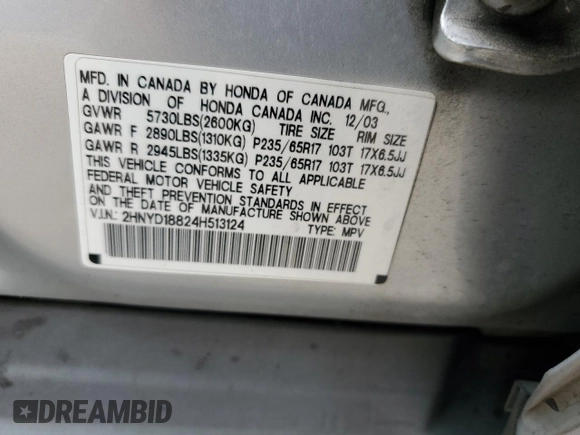 MFD. IN CANADA BY HONDA OF CANADA MFG.,
A DIVISION OF HONDA CANADA INC. 12/03
GVWR 5730LBS(2600KG) TIRE SIZE RIM SIZE
GAWR F 2890LBS(1310KG) P235/65R17 103T 17X6.5JJ
GAWR R 2945LBS(1335KG) P235/65R17 103T 17X6.5JJ
THIS VEHICLE CONFORMS TO ALL APPLICABLE
FEDERAL MOTOR VEHICLE SAFETY
AND THEFT PREVENTION STANDARDS IN EFFECT
ON THE DATE OF MANUFACTURE SHOWN ABOVE
V.I.N.: 2HNYD18824H513124 TYPE: MPV
DREAMBID